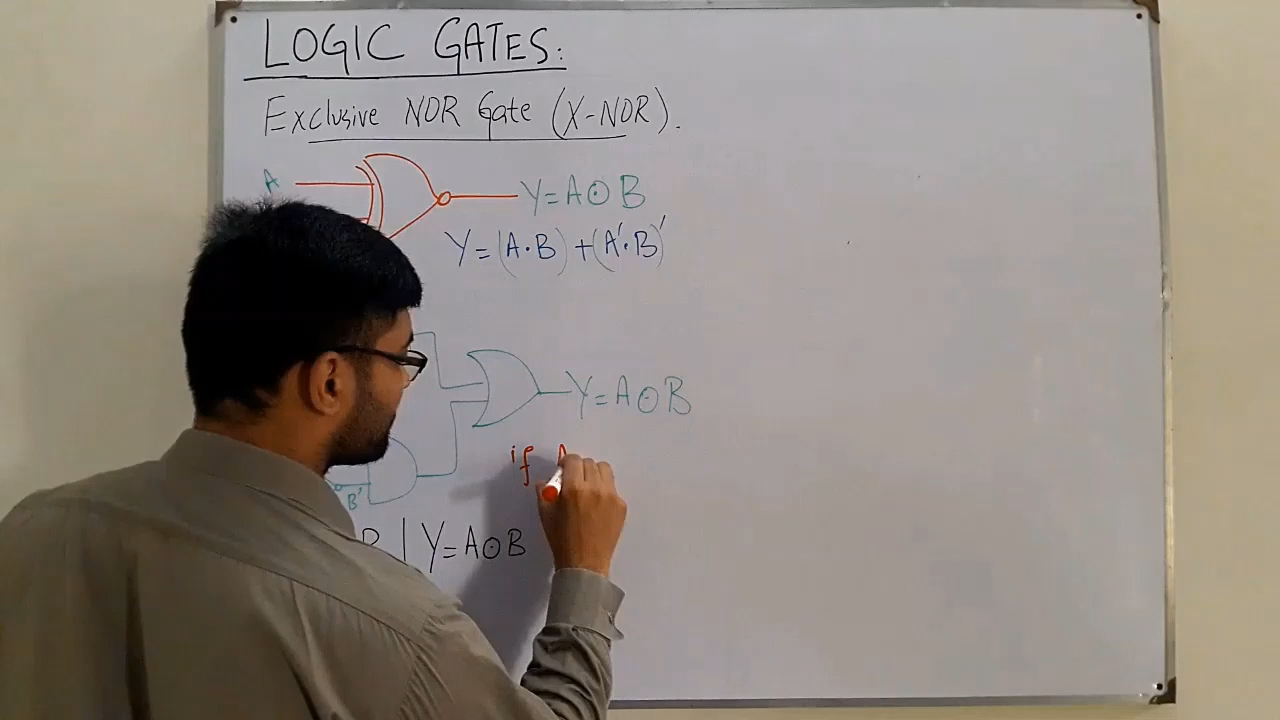 LOGIC GATES:
Exclusive NOR Gate (X-NOR).
A
Y=A⊙B
Y=(A·B)+(A'·B)'
Y=A⊙B
if A
B'
B | Y=A⊙B